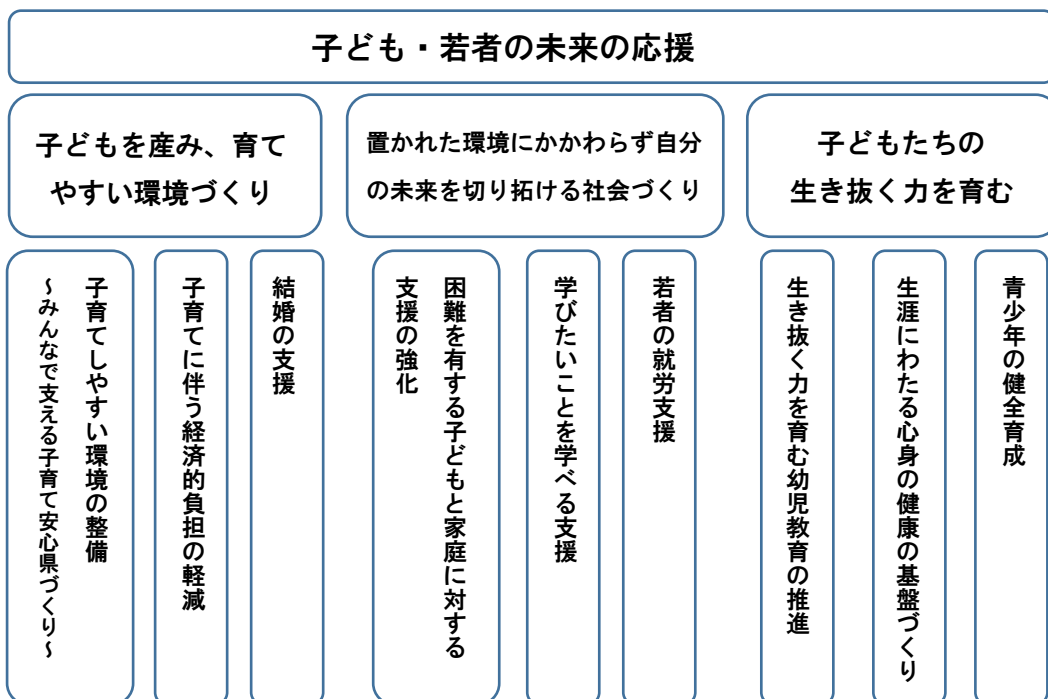 子ども・若者の未来の応援
子どもを産み、育て
やすい環境づくり
置かれた環境にかかわらず自分
の未来を切り拓ける社会づくり
子どもたちの
生き抜く力を育む
子育てしやすい環境の整備
~みんなで支える子育て安心県づくり~
子育てに伴う経済的負担の軽減
結婚の支援
困難を有する子どもと家庭に対する
支援の強化
学びたいことを学べる支援
若者の就労支援
生き抜く力を育む幼児教育の推進
生涯にわたる心身の健康の基盤づくり
青少年の健全育成